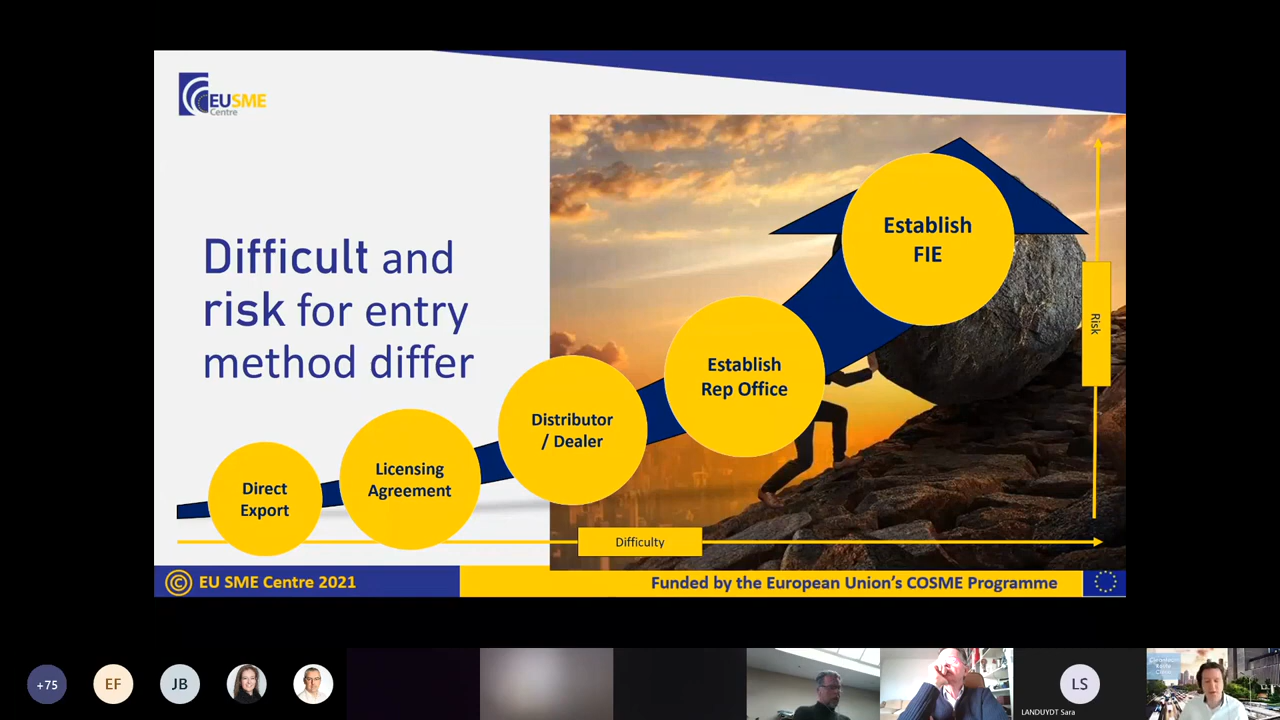 EUSME
Centre
Difficult and
risk for entry
method differ
Establish
FIE
Establish
Rep Office
Distributor
/ Dealer
Licensing
Agreement
Direct
Export
Risk
Difficulty
© EU SME Centre 2021
Funded by the European Union's COSME Programme
+75
EF
JB
LS
LANDUYDT Sara